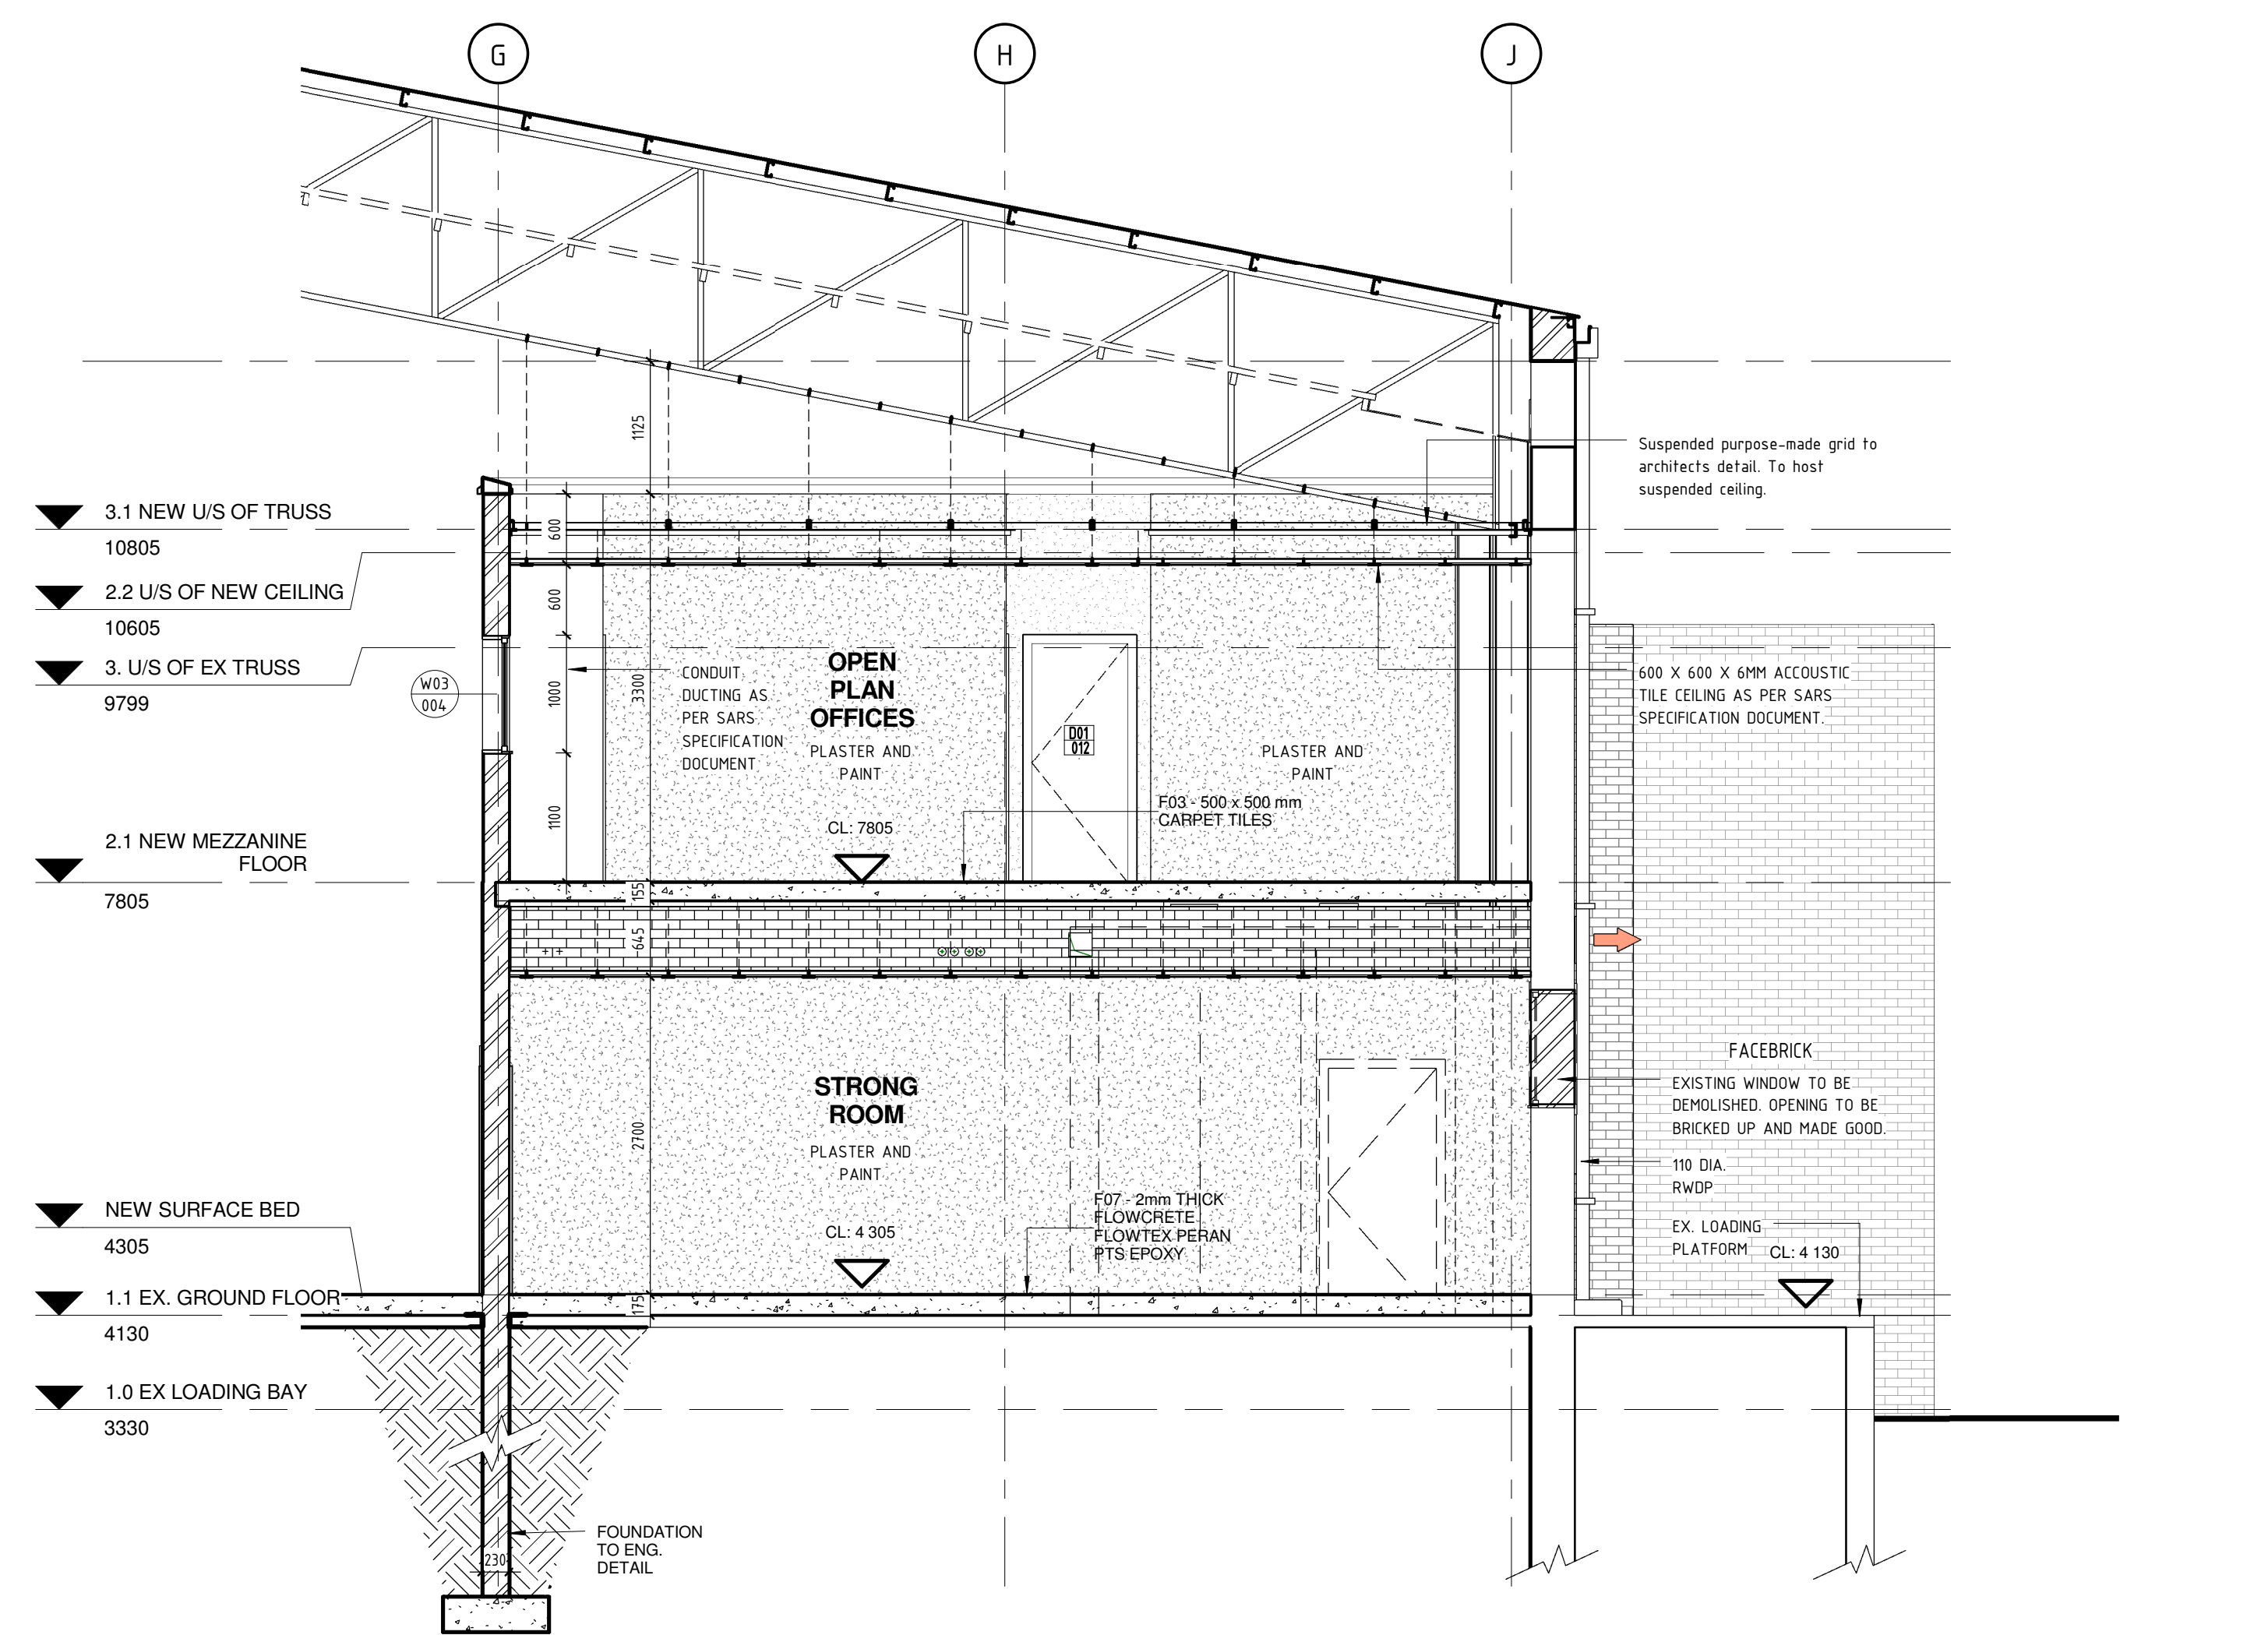 G
H
J
Suspended purpose-made grid to
architects detail. To host
suspended ceiling.
1125
3.1 NEW U/S OF TRUSS
10805
600
2.2 U/S OF NEW CEILING
10605
600
3. U/S OF EX TRUSS
9799
W03
004
1000
3300
CONDUIT
DUCTING AS
PER SARS
SPECIFICATION
DOCUMENT
OPEN
PLAN
OFFICES
PLASTER AND
PAINT
D01
012
PLASTER AND
PAINT
600 X 600 X 6MM ACCOUSTIC
TILE CEILING AS PER SARS
SPECIFICATION DOCUMENT.
1100
CL: 7805
F03 - 500 x 500 mm
CARPET TILES
2.1 NEW MEZZANINE
FLOOR
7805
155
645
STRONG
ROOM
PLASTER AND
PAINT
2700
FACEBRICK
EXISTING WINDOW TO BE
DEMOLISHED. OPENING TO BE
BRICKED UP AND MADE GOOD.
110 DIA.
RWDP
F07 - 2mm THICK
FLOWCRETE
FLOWTEX PERAN
PTS EPOXY
CL: 4 305
EX. LOADING
PLATFORM
CL: 4 130
NEW SURFACE BED
4305
175
1.1 EX. GROUND FLOOR
4130
1.0 EX LOADING BAY
3330
FOUNDATION
TO ENG.
DETAIL
230